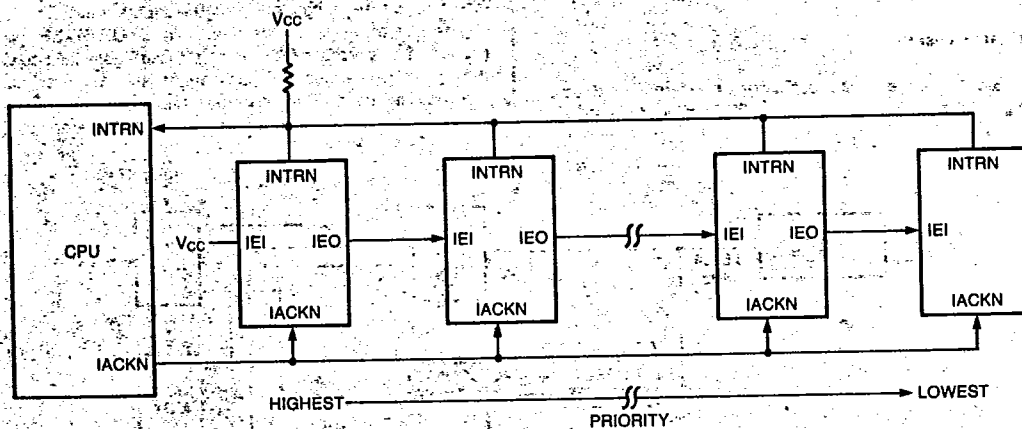 Vcc
INTRN
INTRN
INTRN
INTRN
INTRN
CPU
Vcc
IEI
IEO
IEI
IEO
IEI
IEO
IEI
IACKN
IACKN
IACKN
IACKN
IACKN
HIGHEST
LOWEST
PRIORITY